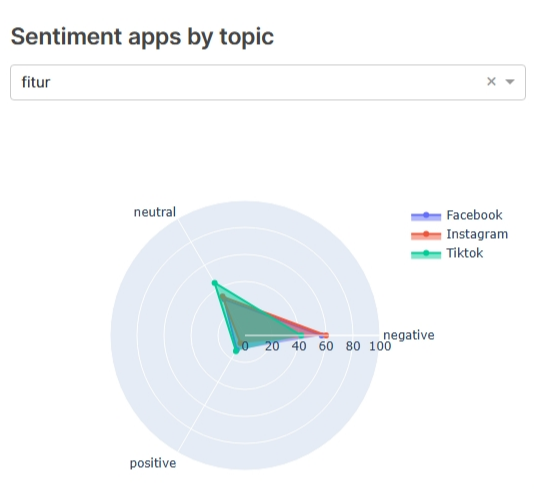 Sentiment apps by topic
fitur
neutral
Facebook
Instagram
Tiktok
negative
0 20 40 60 80 100
positive